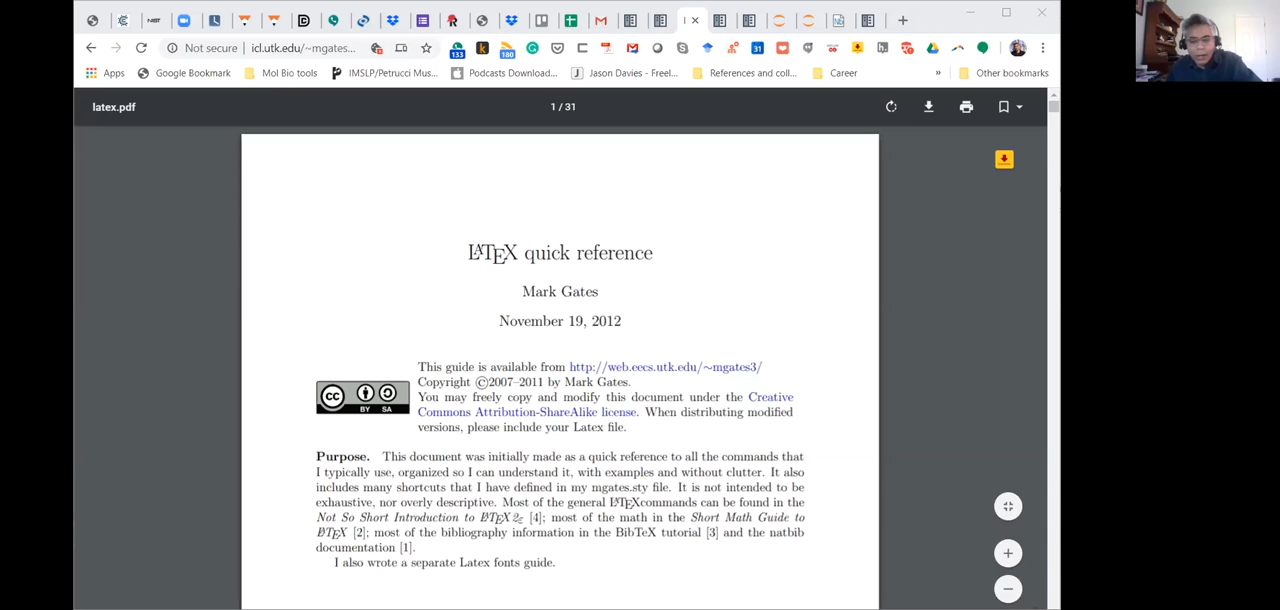 Not secure | icl.utk.edu/~mgates...
133
180
31
Apps
Google Bookmark
Mol Bio tools
IMSLP/Petrucci Mus...
Podcasts Download...
Jason Davies - Freel...
References and coll...
Career
»
Other bookmarks
latex.pdf
1 / 31
LATEX quick reference
Mark Gates
November 19, 2012
This guide is available from http://web.eecs.utk.edu/~mgates3/
Copyright ©2007–2011 by Mark Gates.
You may freely copy and modify this document under the Creative
Commons Attribution-ShareAlike license. When distributing modified
versions, please include your Latex file.
CC
BY SA
Purpose. This document was initially made as a quick reference to all the commands that
I typically use, organized so I can understand it, with examples and without clutter. It also
includes many shortcuts that I have defined in my mgates.sty file. It is not intended to be
exhaustive, nor overly descriptive. Most of the general LATEXcommands can be found in the
Not So Short Introduction to LATEX 2ε [4]; most of the math in the Short Math Guide to
LATEX [2]; most of the bibliography information in the BibTeX tutorial [3] and the natbib
documentation [1].
I also wrote a separate Latex fonts guide.